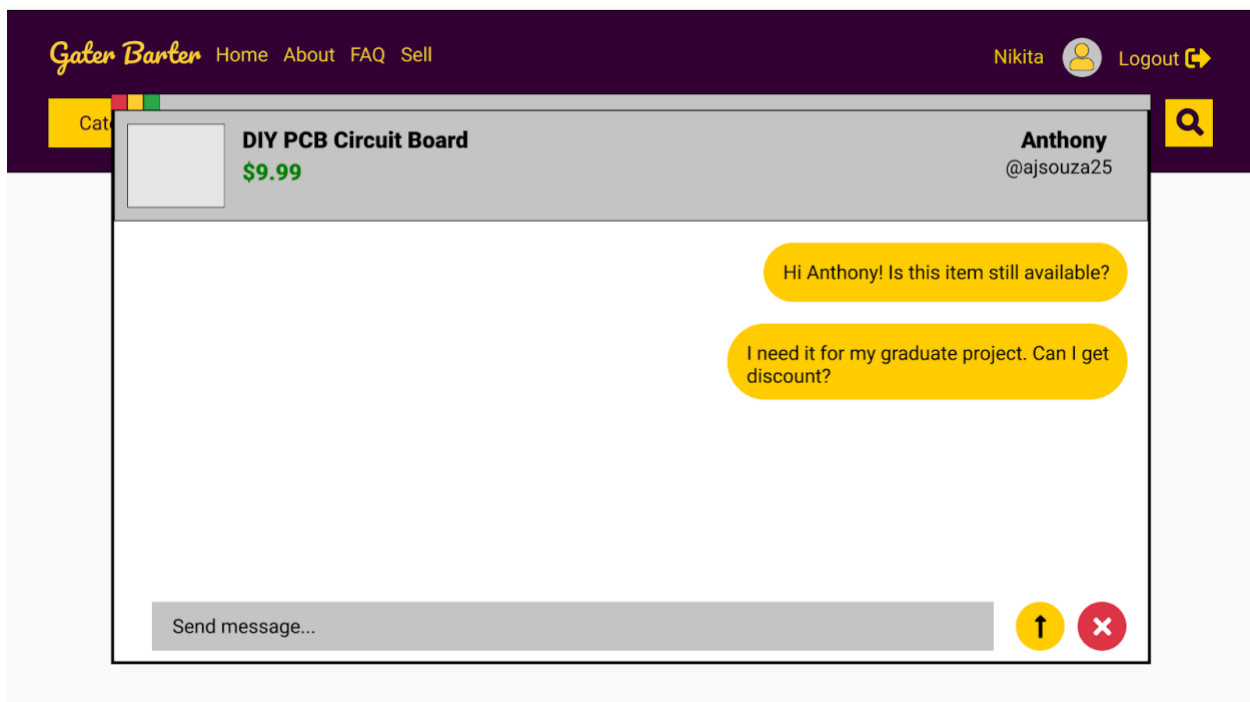 Gater Barter Home About FAQ Sell
Nikita Logout
DIY PCB Circuit Board
$9.99
Anthony
@ajsouza25
Hi Anthony! Is this item still available?
I need it for my graduate project. Can I get
discount?
Send message...